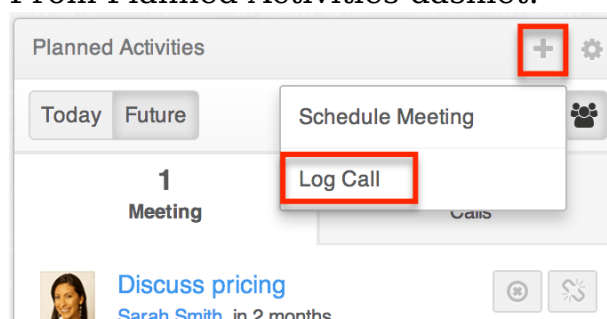 From Planned Activities dashlet:
Planned Activities
Today Future
Schedule Meeting
Log Call
1
Meeting
Calls
Discuss pricing
Sarah Smith in 2 months